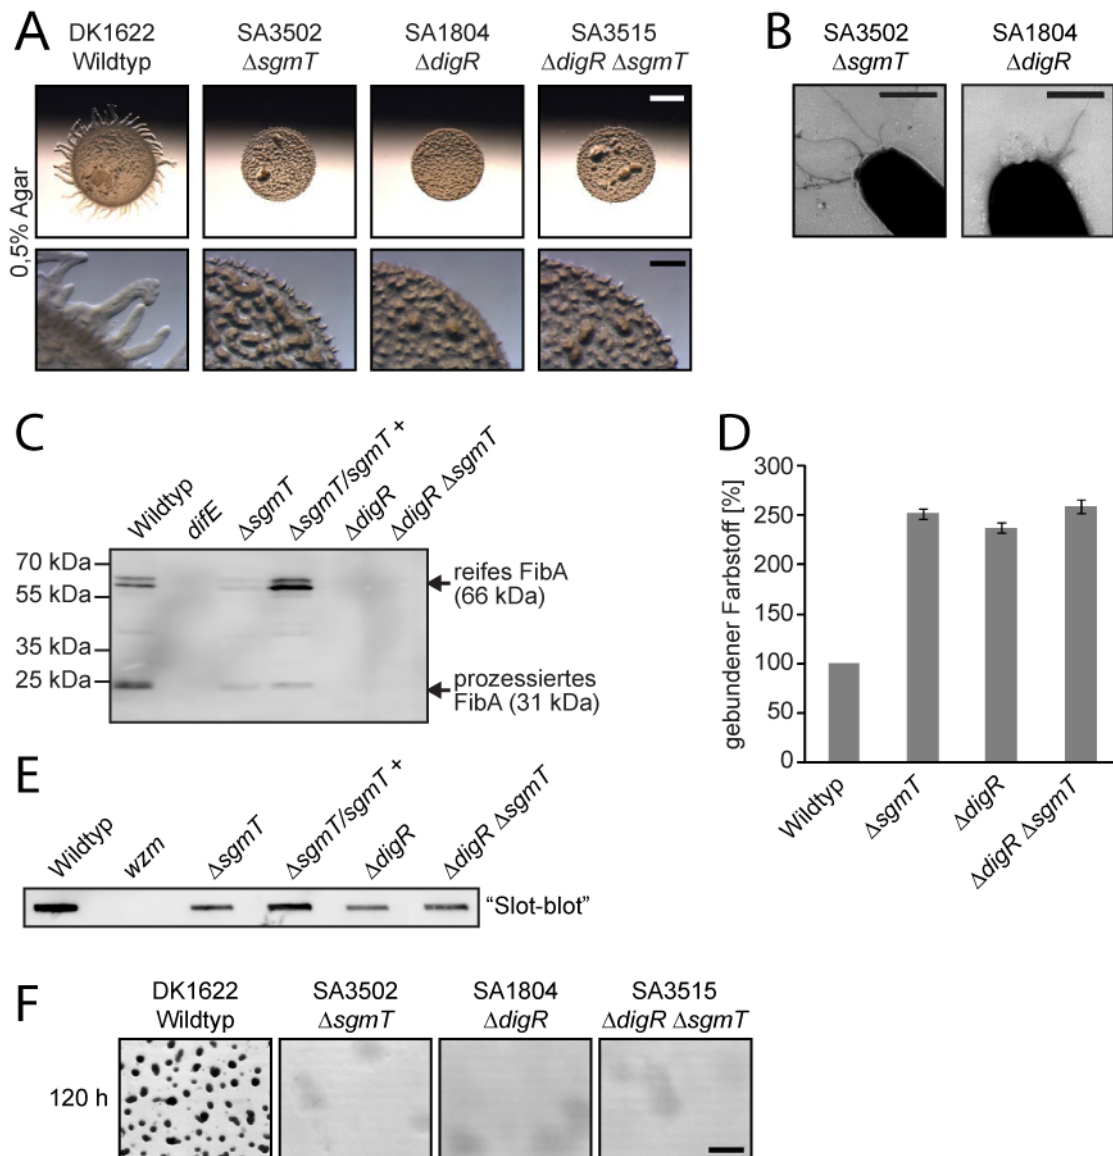 A
DK1622
Wildtyp
SA3502
ΔsgmT
SA1804
ΔdigR
SA3515
ΔdigR ΔsgmT
0,5% Agar
B
SA3502
ΔsgmT
SA1804
ΔdigR
C
Wildtyp
difE
ΔsgmT
ΔsgmT/sgmT +
ΔdigR
ΔdigR ΔsgmT
70 kDa
55 kDa
35 kDa
25 kDa
reifes FibA
(66 kDa)
prozessiertes
FibA (31 kDa)
D
gebundener Farbstoff [%]
300
250
200
150
100
50
0
Wildtyp
ΔsgmT
ΔdigR
ΔdigR ΔsgmT
E
Wildtyp
wzm
ΔsgmT
ΔsgmT/sgmT +
ΔdigR
ΔdigR ΔsgmT
“Slot-blot”
F
DK1622
Wildtyp
SA3502
ΔsgmT
SA1804
ΔdigR
SA3515
ΔdigR ΔsgmT
120 h